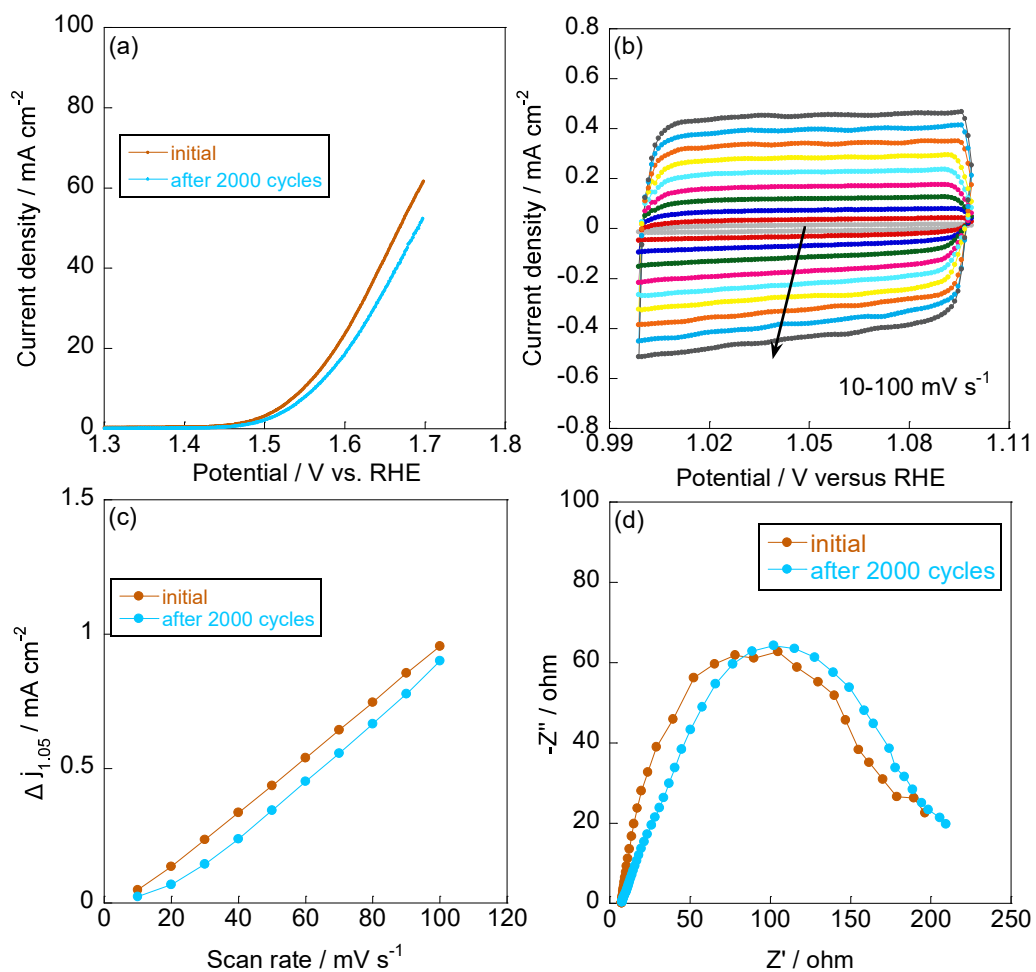 (a)
100
80
60
40
20
0
Current density / mA cm⁻²
initial
after 2000 cycles
1.3 1.4 1.5 1.6 1.7 1.8
Potential / V vs. RHE
(b)
0.8
0.6
0.4
0.2
0
-0.2
-0.4
-0.6
-0.8
Current density / mA cm⁻²
10-100 mV s⁻¹
0.99 1.02 1.05 1.08 1.11
Potential / V versus RHE
(c)
1.5
1
0.5
0
Δ j₁.₀₅ / mA cm⁻²
initial
after 2000 cycles
0 20 40 60 80 100 120
Scan rate / mV s⁻¹
(d)
100
80
60
40
20
0
-Z'' / ohm
initial
after 2000 cycles
0 50 100 150 200 250
Z' / ohm